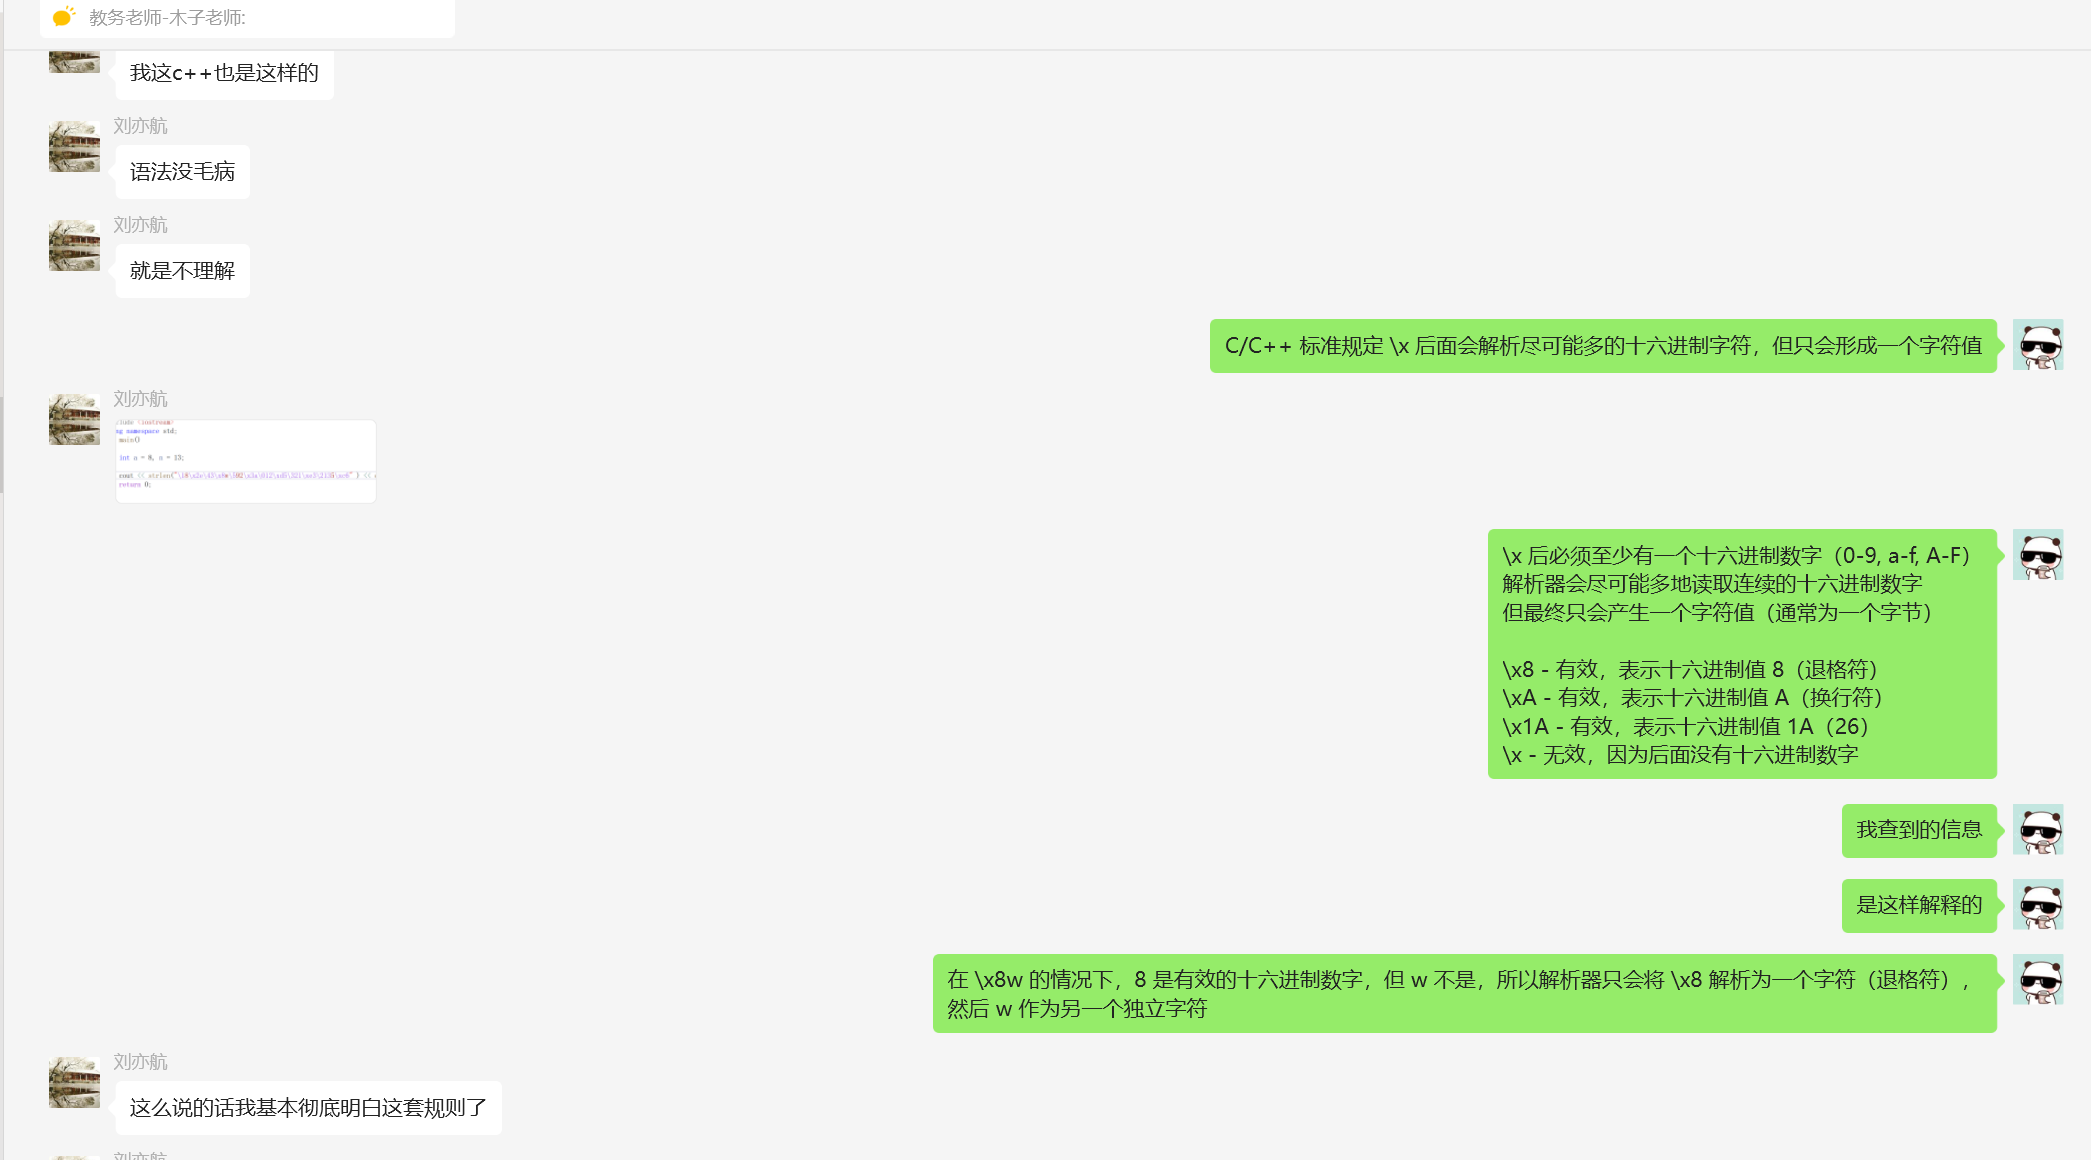 教务老师-木子老师:
我这c++也是这样的
刘亦航
语法没毛病
刘亦航
就是不理解
C/C++ 标准规定 \x 后面会解析尽可能多的十六进制字符，但只会形成一个字符值
刘亦航
ng namespace std;
main()
int a = 8, n = 13;
return 0;
\x 后必须至少有一个十六进制数字（0-9, a-f, A-F）
解析器会尽可能多地读取连续的十六进制数字
但最终只会产生一个字符值（通常为一个字节）
\x8 - 有效，表示十六进制值 8（退格符）
\xA - 有效，表示十六进制值 A（换行符）
\x1A - 有效，表示十六进制值 1A（26）
\x - 无效，因为后面没有十六进制数字
我查到的信息
是这样解释的
在 \x8w 的情况下，8 是有效的十六进制数字，但 w 不是，所以解析器只会将 \x8 解析为一个字符（退格符），
然后 w 作为另一个独立字符
刘亦航
这么说的话我基本彻底明白这套规则了
刘亦航